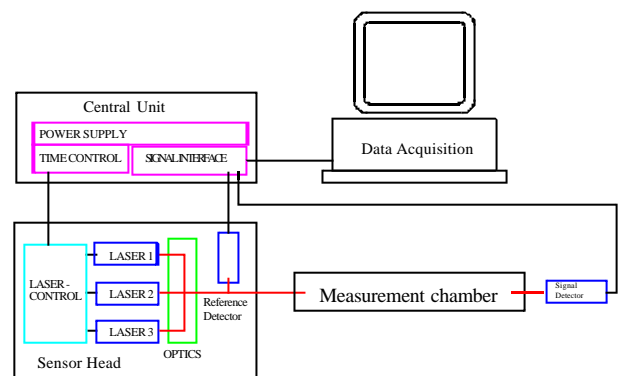 Central Unit
POWER SUPPLY
TIME CONTROL
SIGNAL INTERFACE
Data Acquisition
LASER -
CONTROL
LASER 1
LASER 2
LASER 3
OPTICS
Reference
Detector
Sensor Head
Measurement chamber
Signal
Detector